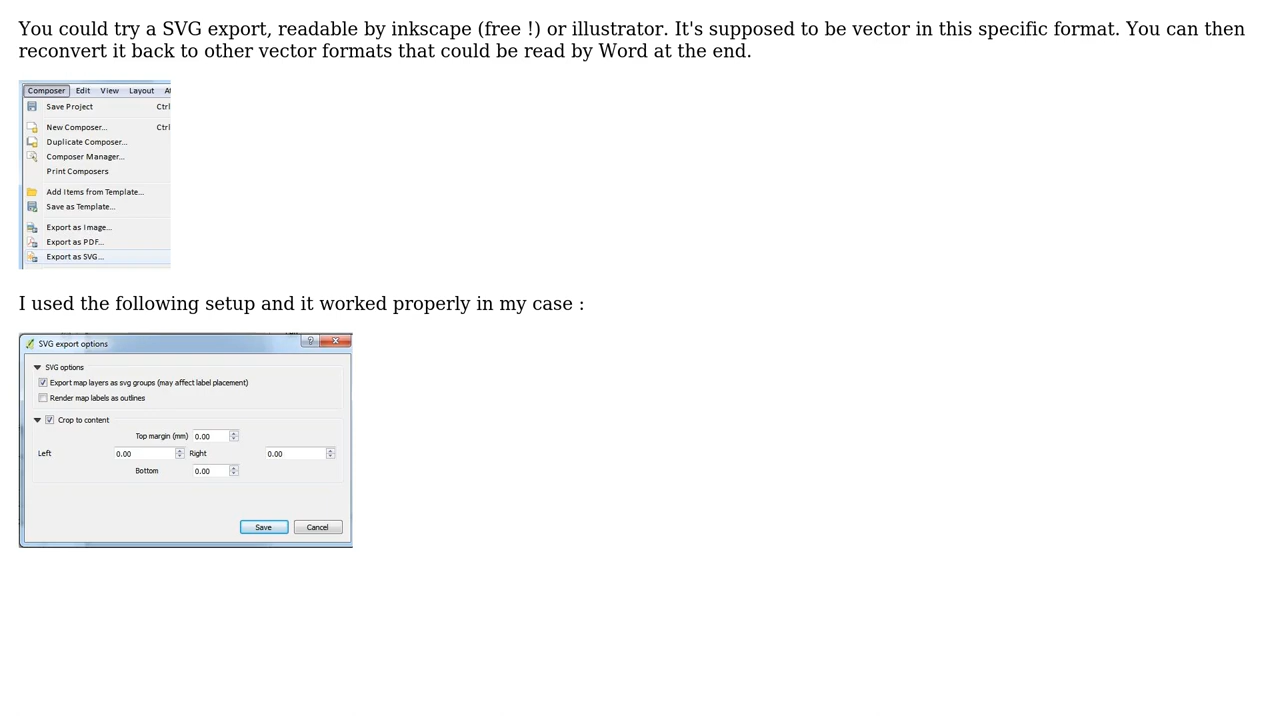 You could try a SVG export, readable by inkscape (free !) or illustrator. It's supposed to be vector in this specific format. You can then
reconvert it back to other vector formats that could be read by Word at the end.
Composer Edit View Layout
Save Project Ctrl
New Composer... Ctrl
Duplicate Composer...
Composer Manager...
Print Composers
Add Items from Template...
Save as Template...
Export as Image...
Export as PDF...
Export as SVG...
I used the following setup and it worked properly in my case :
SVG export options
SVG options
Export map layers as svg groups (may affect label placement)
Render map labels as outlines
Crop to content
Top margin (mm) 0.00
Left 0.00 Right 0.00
Bottom 0.00
Save Cancel